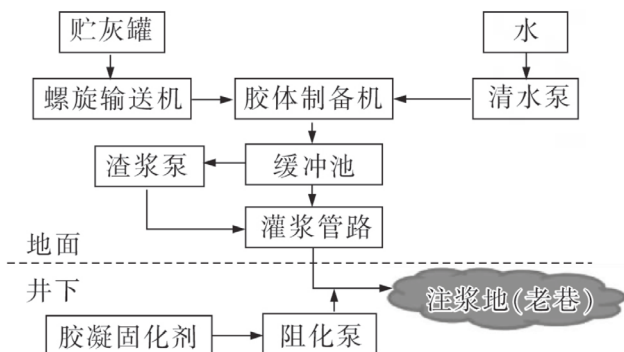 贮灰罐
水
螺旋输送机
胶体制备机
清水泵
渣浆泵
缓冲池
灌浆管路
地面
井下
注浆地(老巷)
胶凝固化剂
阻化泵